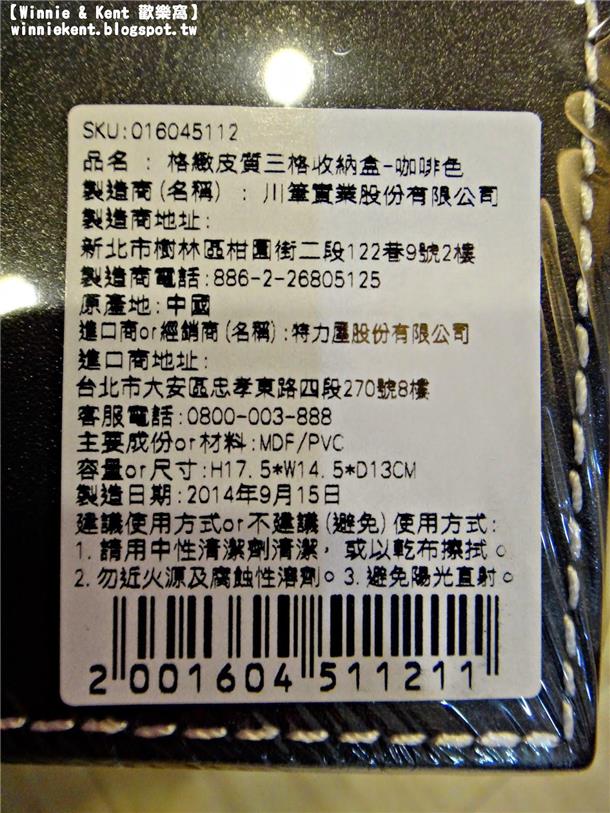 【Winnie & Kent 歡樂窩】
winniekent.blogspot.tw
SKU:016045112
品名 : 格緻皮質三格收納盒-咖啡色
製造商(名稱) : 川筆實業股份有限公司
製造商地址:
新北市樹林區柑園街二段122巷9號2樓
製造商電話:886-2-26805125
原產地:中國
進口商or經銷商(名稱):特力屋股份有限公司
進口商地址:
台北市大安區忠孝東路四段270號8樓
客服電話:0800-003-888
主要成份or材料:MDF/PVC
容量or尺寸:H17.5*W14.5*D13CM
製造日期:2014年9月15日
建議使用方式or不建議(避免)使用方式:
1.請用中性清潔劑清潔，或以乾布擦拭。
2.勿近火源及腐蝕性溶劑。3.避免陽光直射。
2 001604 511211